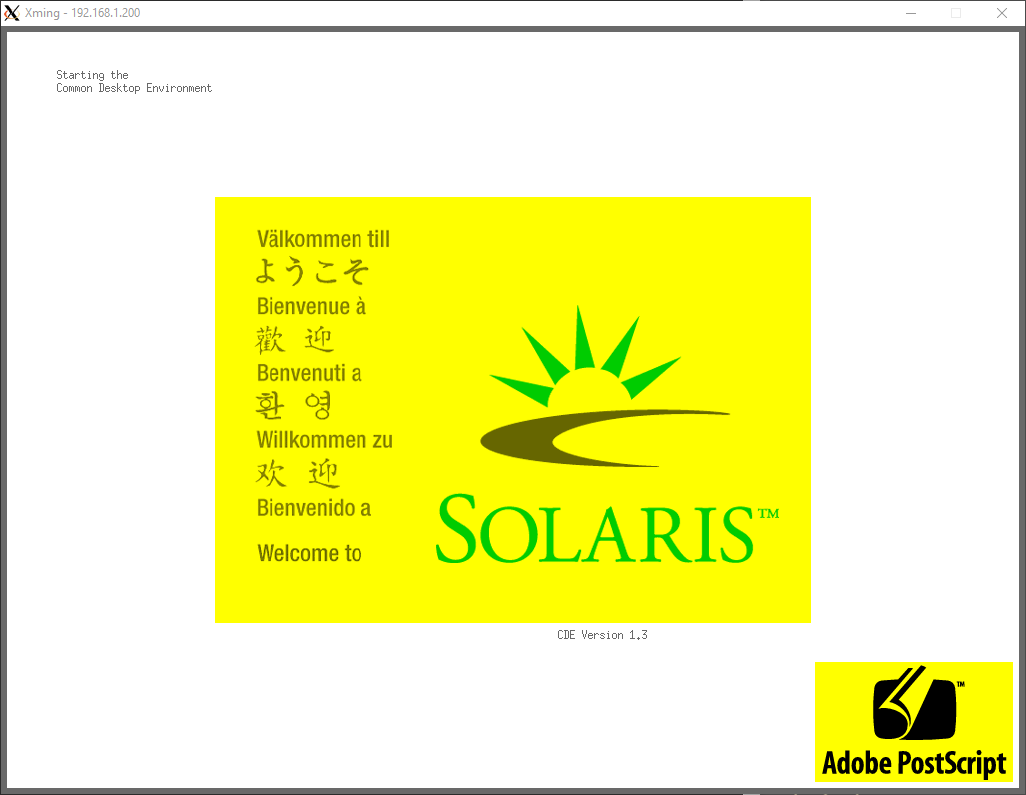 Xming - 192.168.1.200
Starting the
Common Desktop Environment
Välkommen till
ようこそ
Bienvenue à
歡 迎
Benvenuti a
환 영
Willkommen zu
欢 迎
Bienvenido a
Welcome to
SOLARIS™
CDE Version 1.3
™
Adobe PostScript